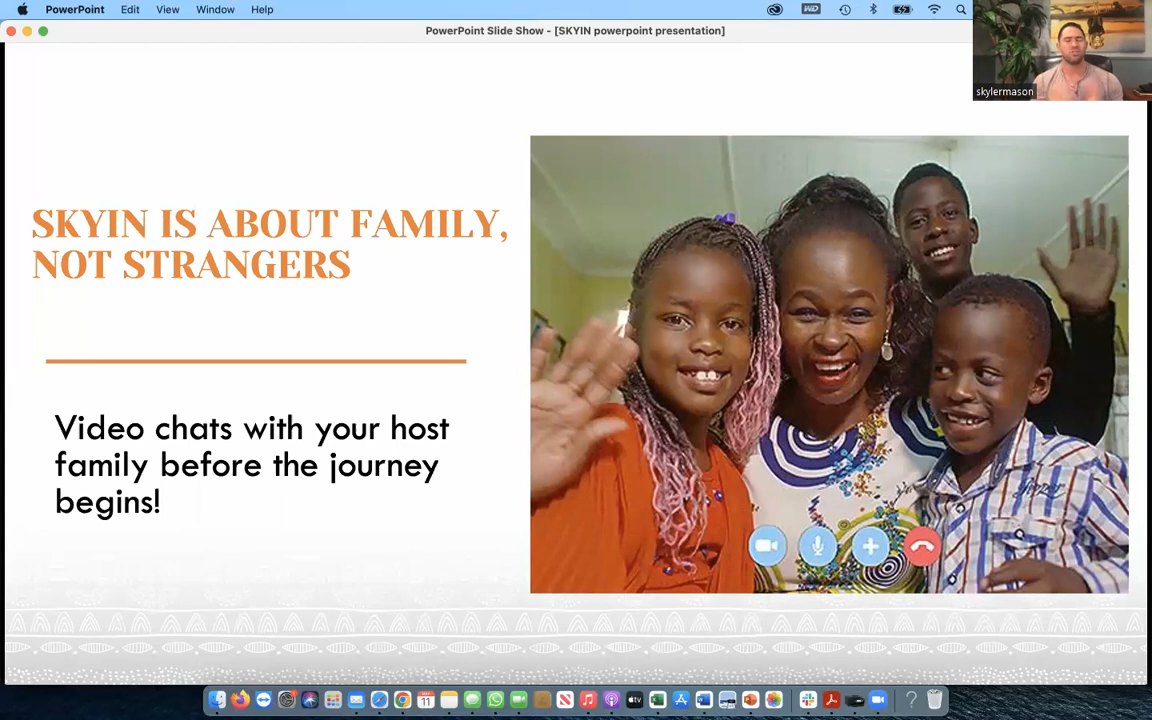 PowerPoint Edit View Window Help
PowerPoint Slide Show - [SKYIN powerpoint presentation]
skylermason
SKYIN IS ABOUT FAMILY,
NOT STRANGERS
Video chats with your host
family before the journey
begins!
11